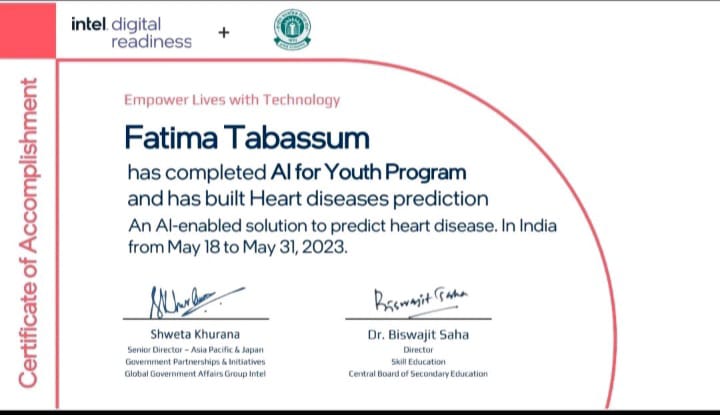 intel. digital
readiness
+
Certificate of Accomplishment
Empower Lives with Technology
Fatima Tabassum
has completed AI for Youth Program
and has built Heart diseases prediction
An AI-enabled solution to predict heart disease. In India
from May 18 to May 31, 2023.
Biswajit Saha
Shweta Khurana
Senior Director – Asia Pacific & Japan
Government Partnerships & Initiatives
Global Government Affairs Group Intel
Dr. Biswajit Saha
Director
Skill Education
Central Board of Secondary Education